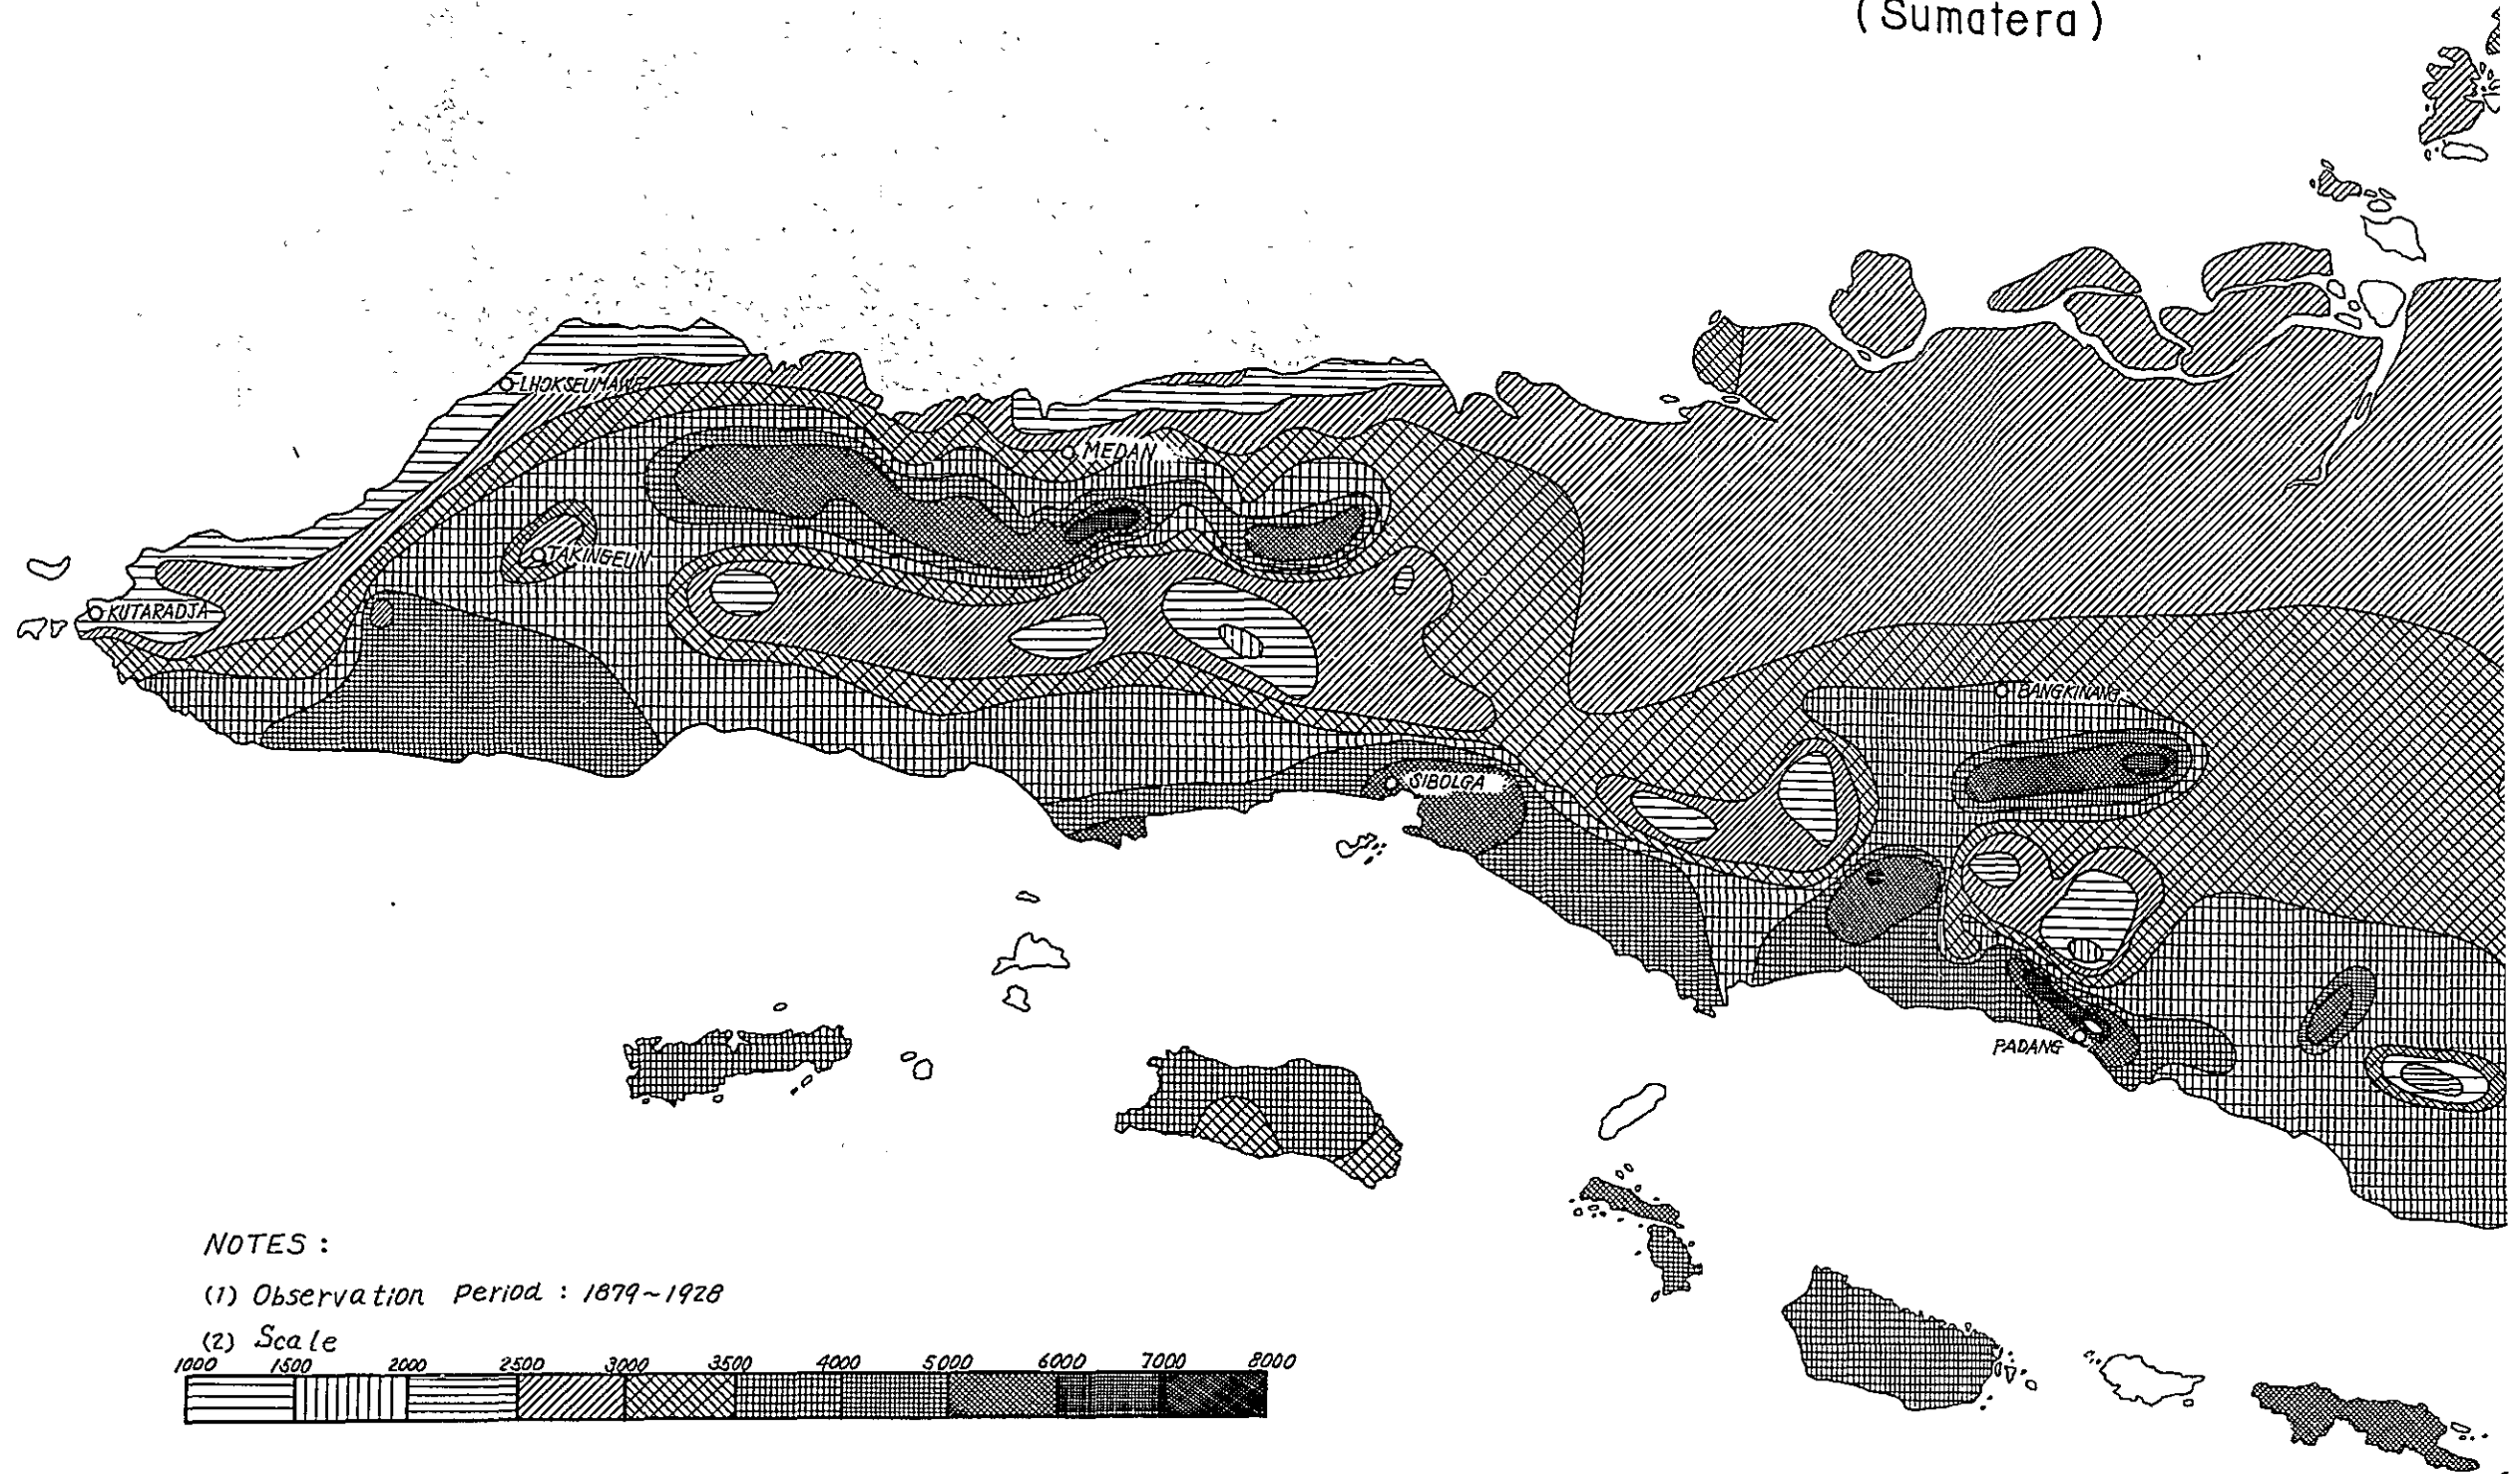 (Sumatera)
LHOKSEUMAWE
MEDAN
TAKINGEUN
KUTARADJA
BANGKINANG
SIBOLGA
PADANG
NOTES :
(1) Observation Period : 1879~1928
(2) Scale
1000 1500 2000 2500 3000 3500 4000 5000 6000 7000 8000